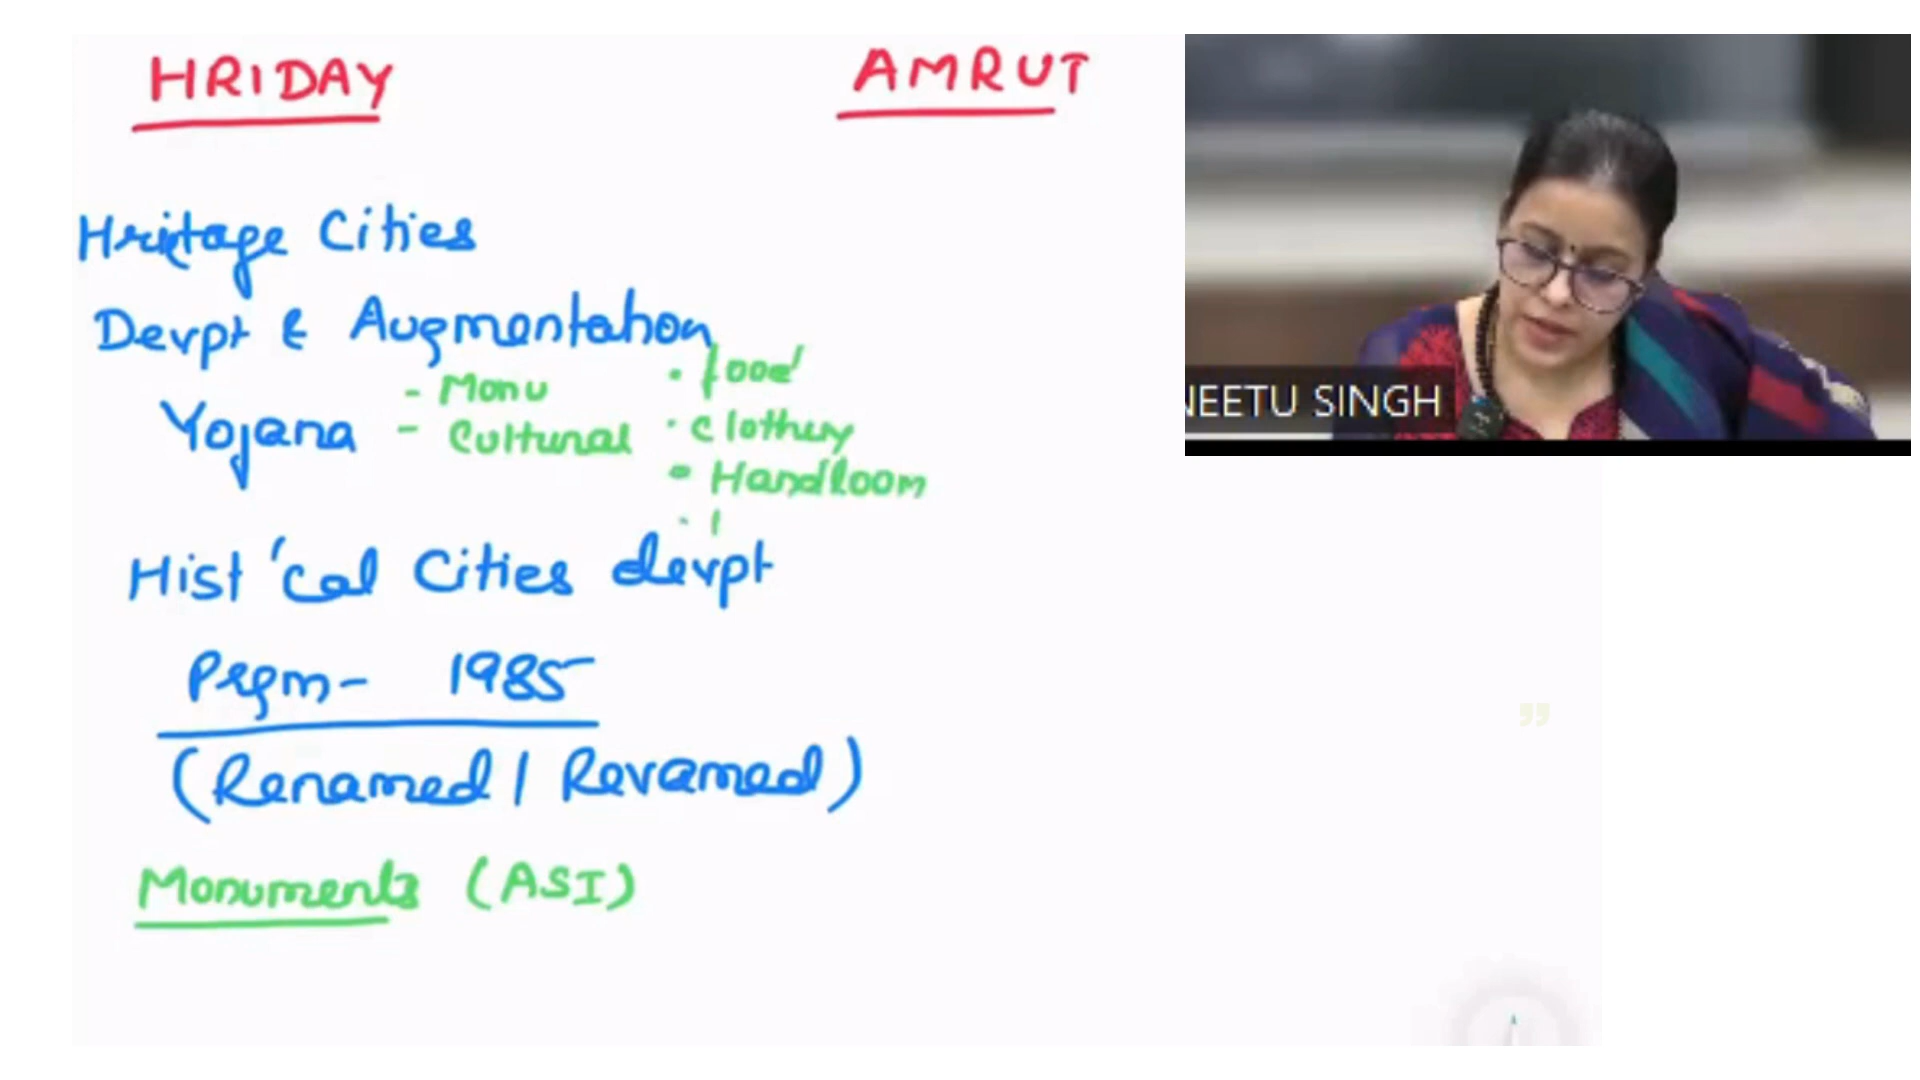 HRIDAY
AMRUT
NEETU SINGH
Hritage Cities
Devpt & Augmentation
Yojana
- Monu
- Cultural
• food
• Clothing
• Handloom
Hist'cal Cities devpt
Prgm - 1985
(Renamed / Revamed)
Monuments (ASI)
”